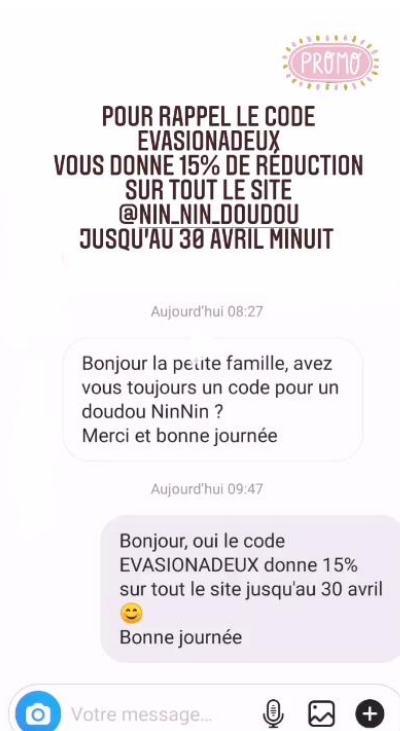 PROMO
POUR RAPPEL LE CODE
EVASIONADEUX
VOUS DONNE 15% DE RÉDUCTION
SUR TOUT LE SITE
@NIN_NIN_DOUDOU
JUSQU'AU 30 AVRIL MINUIT
Aujourd'hui 08:27
Bonjour la petite famille, avez
vous toujours un code pour un
doudou NinNin ?
Merci et bonne journée
Aujourd'hui 09:47
Bonjour, oui le code
EVASIONADEUX donne 15%
sur tout le site jusqu'au 30 avril
😊
Bonne journée
Votre message...